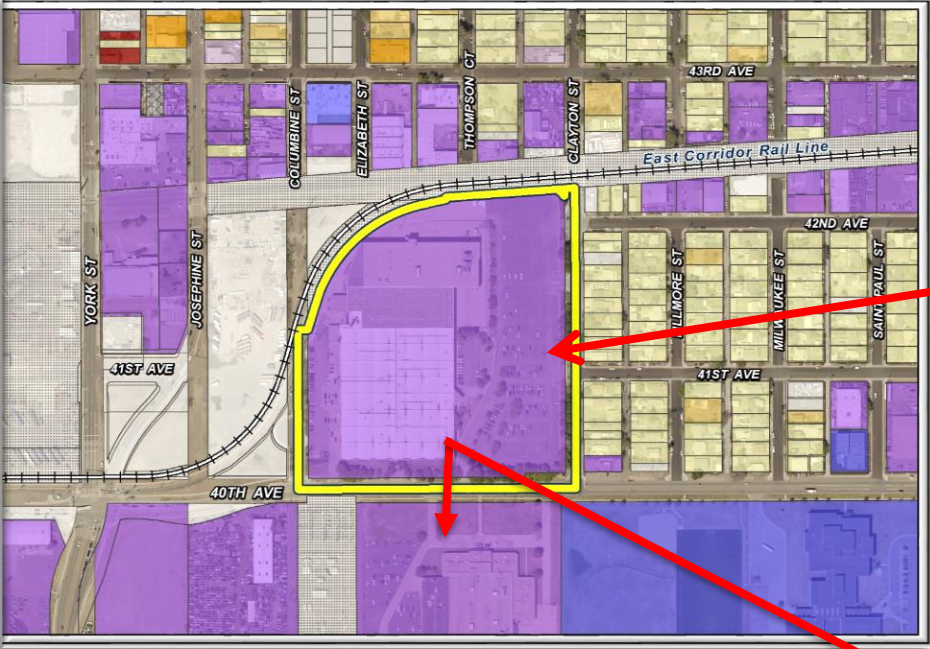 43RD AVE
COLUMBINE ST
ELIZABETH ST
THOMPSON CT
CLAYTON ST
East Corridor Rail Line
42ND AVE
YORK ST
JOSEPHINE ST
FILLMORE ST
MILWAUKEE ST
SAINT PAUL ST
41ST AVE
41ST AVE
40TH AVE